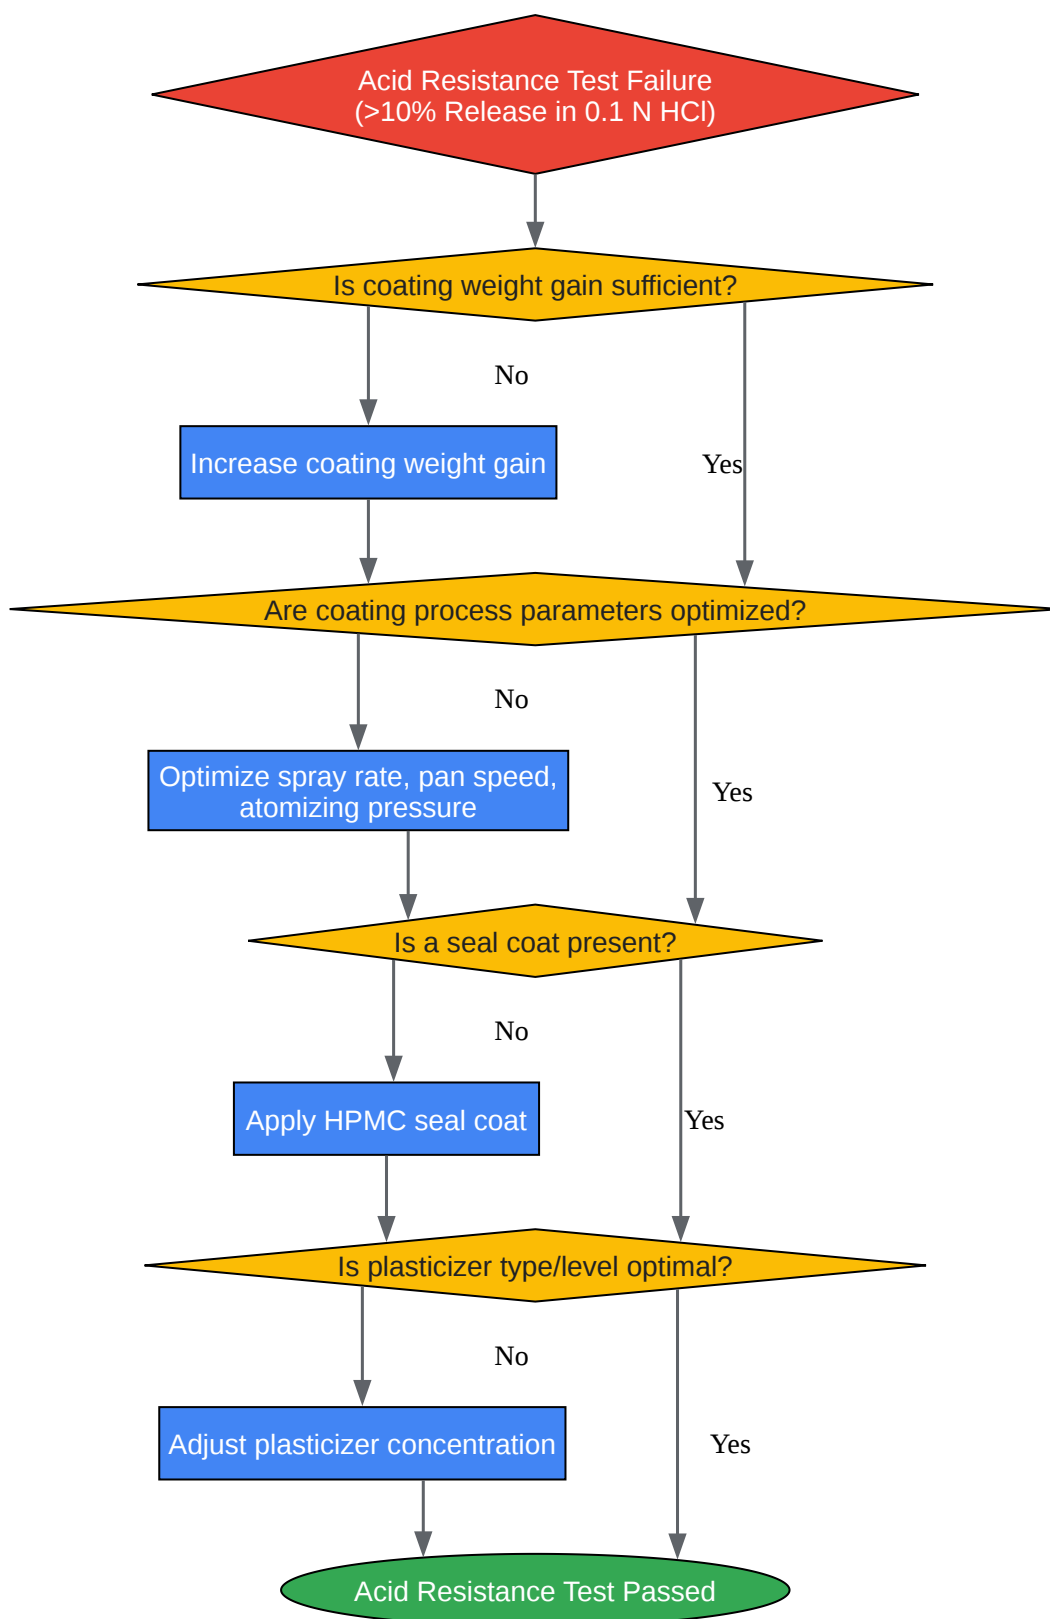 Acid Resistance Test Failure
(>10% Release in 0.1 N HCl)
Is coating weight gain sufficient?
No
Increase coating weight gain
Yes
Are coating process parameters optimized?
No
Optimize spray rate, pan speed,
atomizing pressure
Yes
Is a seal coat present?
No
Apply HPMC seal coat
Yes
Is plasticizer type/level optimal?
No
Adjust plasticizer concentration
Yes
Acid Resistance Test Passed